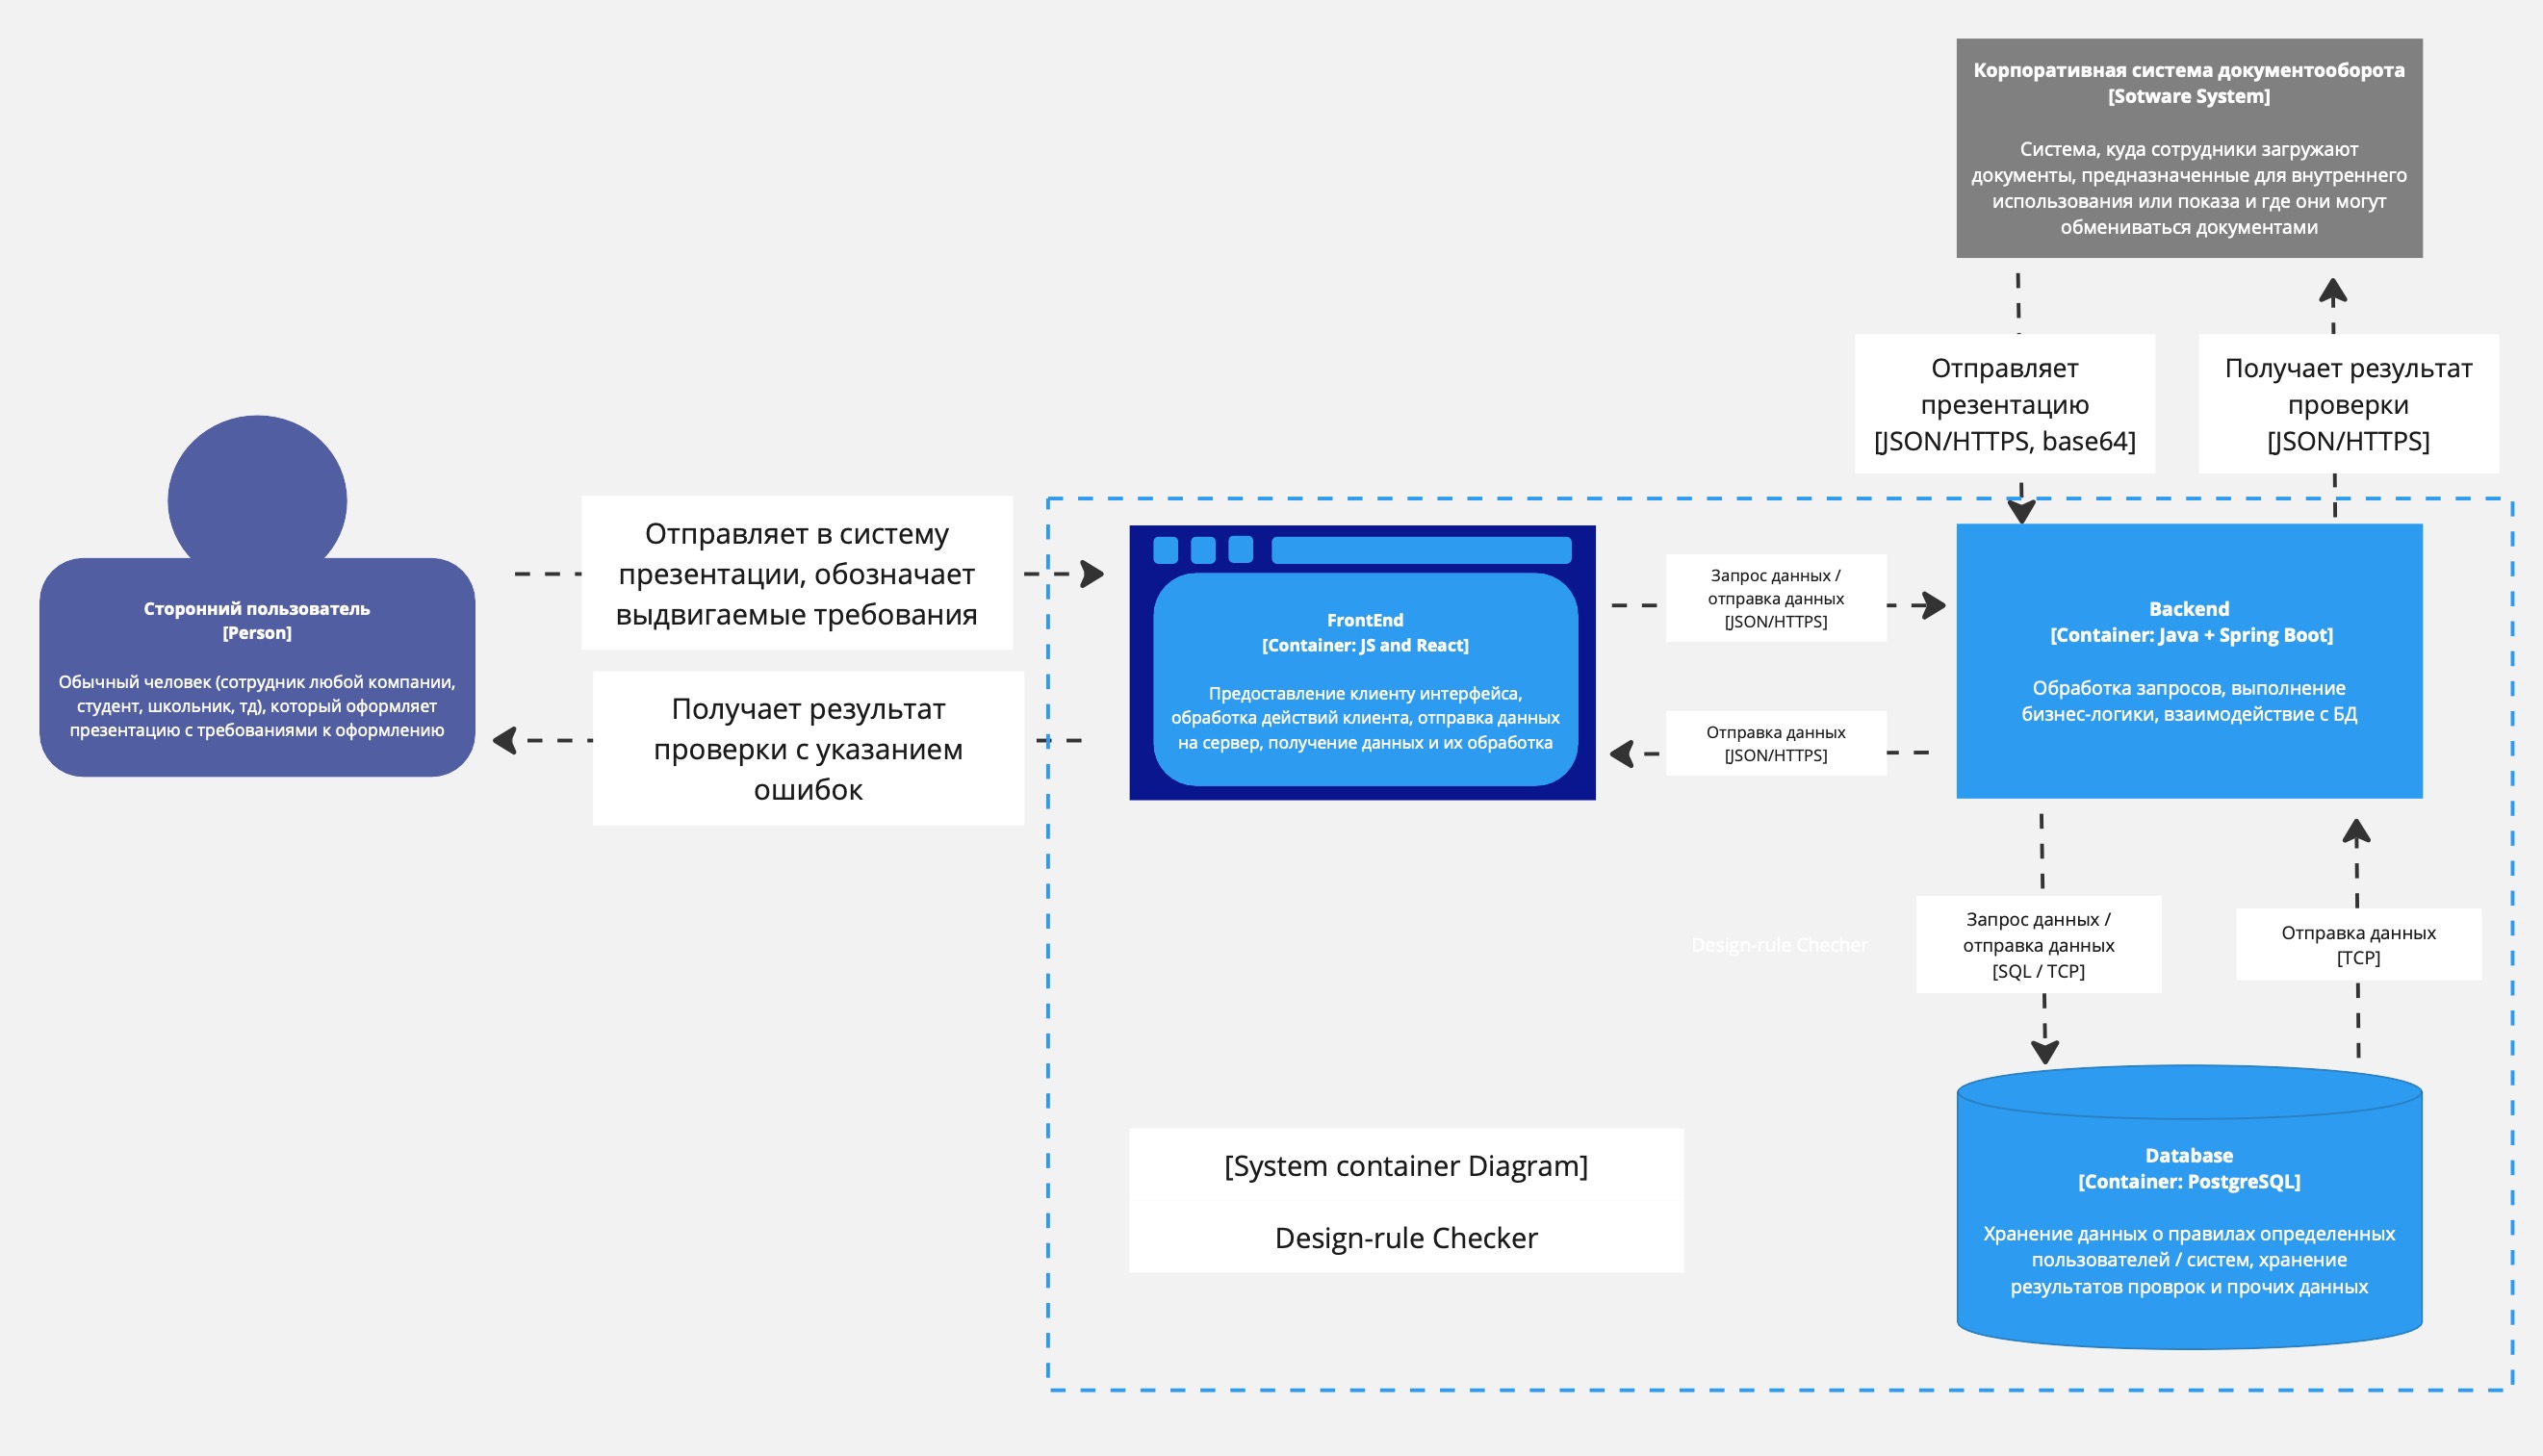 Корпоративная система документооборота
[Sotware System]
Система, куда сотрудники загружают
документы, предназначенные для внутреннего
использования или показа и где они могут
обмениваться документами
Отправляет
презентацию
[JSON/HTTPS, base64]
Получает результат
проверки
[JSON/HTTPS]
Сторонний пользователь
[Person]
Обычный человек (сотрудник любой компании,
студент, школьник, тд), который оформляет
презентацию с требованиями к оформлению
Отправляет в систему
презентации, обозначает
выдвигаемые требования
Получает результат
проверки с указанием
ошибок
FrontEnd
[Container: JS and React]
Предоставление клиенту интерфейса,
обработка действий клиента, отправка данных
на сервер, получение данных и их обработка
Запрос данных /
отправка данных
[JSON/HTTPS]
Отправка данных
[JSON/HTTPS]
Backend
[Container: Java + Spring Boot]
Обработка запросов, выполнение
бизнес-логики, взаимодействие с БД
Design-rule Checher
Запрос данных /
отправка данных
[SQL / TCP]
Отправка данных
[TCP]
[System container Diagram]
Design-rule Checker
Database
[Container: PostgreSQL]
Хранение данных о правилах определенных
пользователей / систем, хранение
результатов проврок и прочих данных